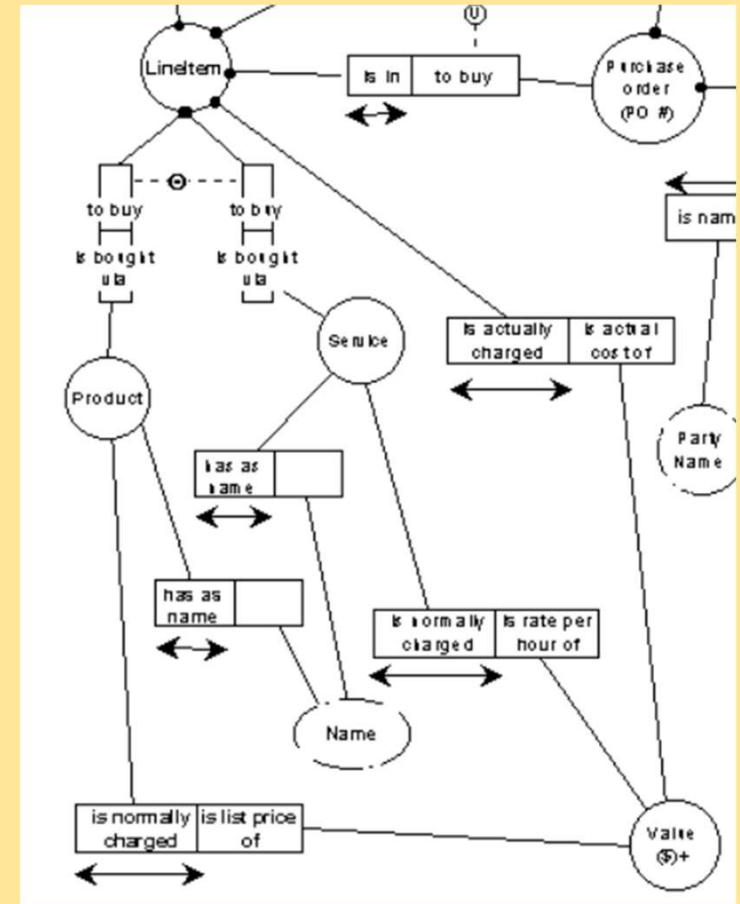 U
LineItem
is in
to buy
Purchase
order
(PO #)
to buy
to buy
is bought
via
is bought
via
is nam
Service
is actually
charged
is actual
cost of
Product
Party
Name
has as
name
has as
name
is normally
charged
is rate per
hour of
Name
is normally
charged
is list price
of
Value
($)+